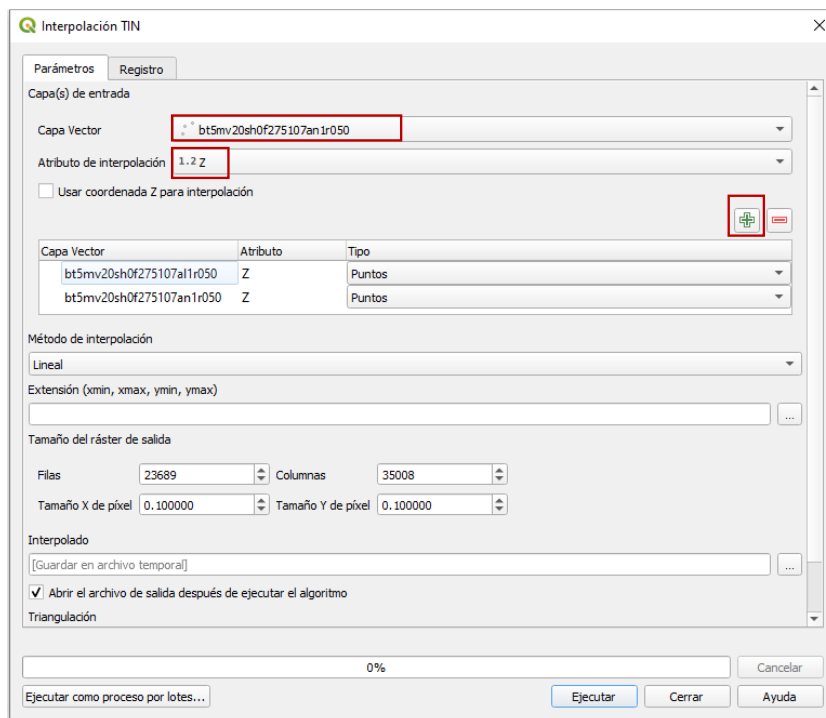 Interpolación TIN
Parámetros Registro
Capa(s) de entrada
Capa Vector bt5mv20sh0f275107an1r050
Atributo de interpolación 1.2 Z
Usar coordenada Z para interpolación
Capa Vector Atributo Tipo
bt5mv20sh0f275107al1r050 Z Puntos
bt5mv20sh0f275107an1r050 Z Puntos
Método de interpolación
Lineal
Extensión (xmin, xmax, ymin, ymax)
...
Tamaño del ráster de salida
Filas 23689 Columnas 35008
Tamaño X de píxel 0.100000 Tamaño Y de píxel 0.100000
Interpolado
[Guardar en archivo temporal] ...
Abrir el archivo de salida después de ejecutar el algoritmo
Triangulación
0% Cancelar
Ejecutar como proceso por lotes... Ejecutar Cerrar Ayuda